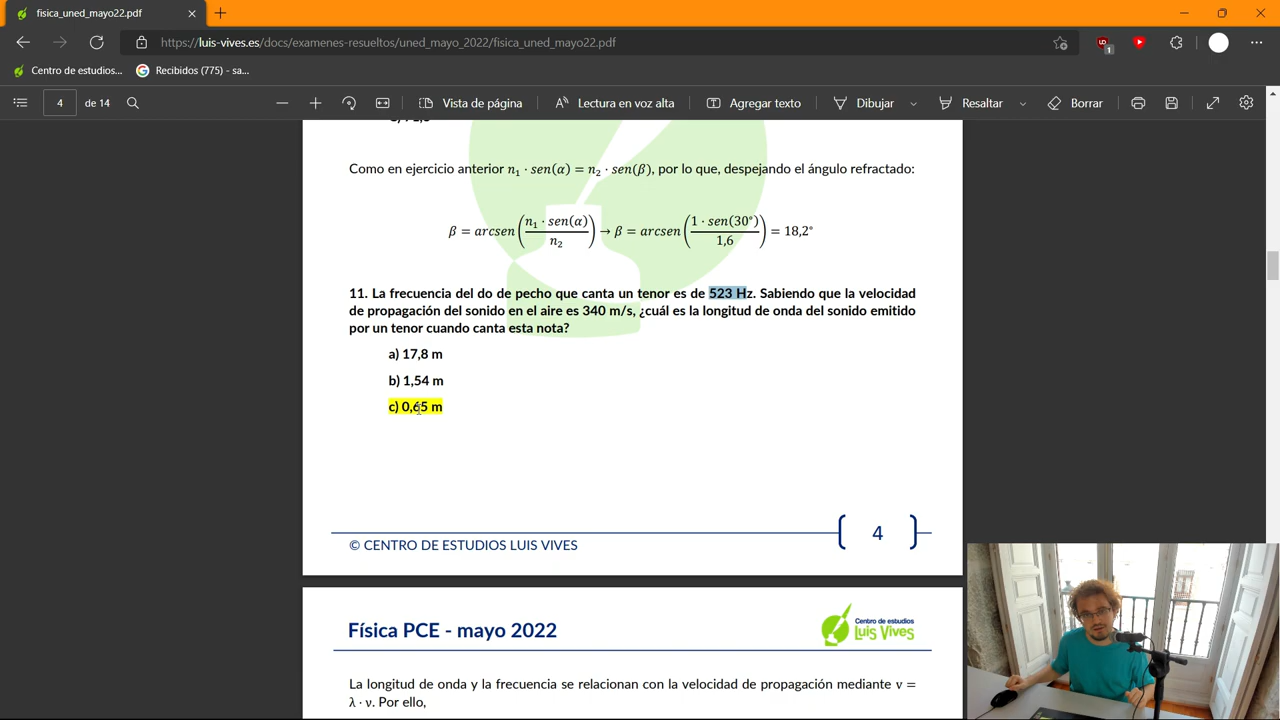 fisica_uned_mayo22.pdf
https://luis-vives.es/docs/examenes-resueltos/uned_mayo_2022/fisica_uned_mayo22.pdf
1
Centro de estudios...
Recibidos (775) - sa...
4 de 14
Vista de página
Lectura en voz alta
Agregar texto
Dibujar
Resaltar
Borrar
Como en ejercicio anterior n₁ · sen(α) = n₂ · sen(β), por lo que, despejando el ángulo refractado:
β = arcsen(n₁ · sen(α) / n₂) → β = arcsen(1 · sen(30°) / 1,6) = 18,2°
11. La frecuencia del do de pecho que canta un tenor es de 523 Hz. Sabiendo que la velocidad
de propagación del sonido en el aire es 340 m/s, ¿cuál es la longitud de onda del sonido emitido
por un tenor cuando canta esta nota?
a) 17,8 m
b) 1,54 m
c) 0,65 m
4
© CENTRO DE ESTUDIOS LUIS VIVES
Física PCE - mayo 2022
Centro de estudios
Luis Vives
La longitud de onda y la frecuencia se relacionan con la velocidad de propagación mediante v =
λ · ν. Por ello,